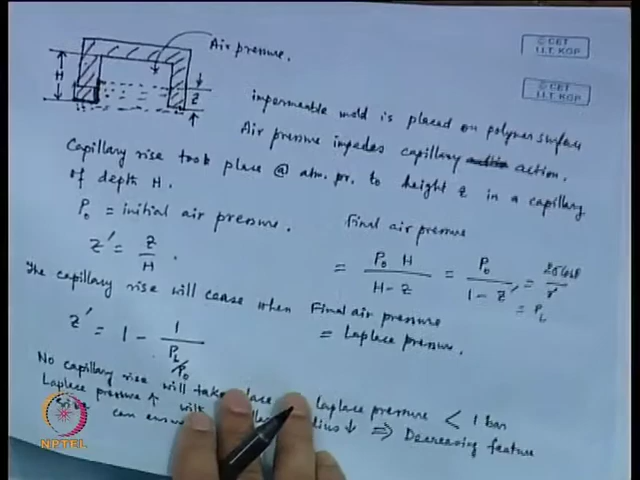 Air pressure.
© CET
I.I.T. KGP
© CET
I.I.T. KGP
H
z
impermeable mold is placed on polymer surface
Air pressure impedes capillary action.
Capillary rise took place @ atm. pr. to height z in a capillary
of depth H.
P₀ = initial air pressure.
Final air pressure
z' = z/H .
= P₀ H / (H - z) = P₀ / (1 - z') = / r
= P_L
The capillary rise will cease when Final air pressure
= Laplace pressure.
z' = 1 - 1 / (P_L/P₀)
No capillary rise will take place Laplace pressure < 1 bar
Laplace pressure ↑ with ↓ ⇒ Decreasing feature
can
NPTEL